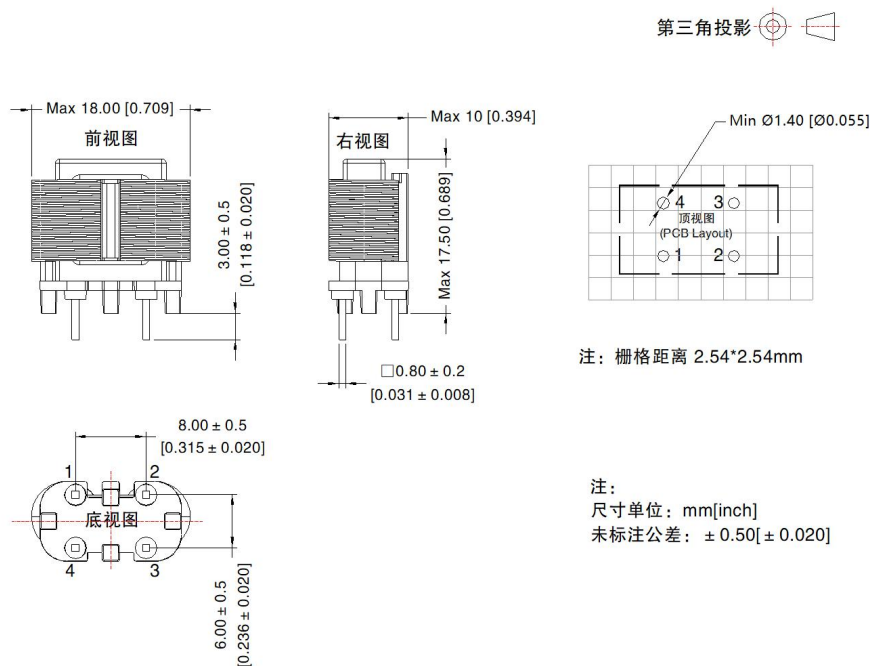 第三角投影
Max 18.00 [0.709]
前视图
3.00 ± 0.5
[0.118 ± 0.020]
Max 10 [0.394]
右视图
Max 17.50 [0.689]
□0.80 ± 0.2
[0.031 ± 0.008]
Min Ø1.40 [Ø0.055]
4 3
顶视图
(PCB Layout)
1 2
注：栅格距离 2.54*2.54mm
8.00 ± 0.5
[0.315 ± 0.020]
1 2
底视图
4 3
6.00 ± 0.5
[0.236 ± 0.020]
注：
尺寸单位：mm[inch]
未标注公差：± 0.50[ ± 0.020]